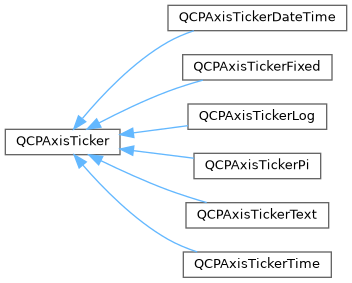 QCPAxisTickerDateTime
QCPAxisTickerFixed
QCPAxisTickerLog
QCPAxisTicker
QCPAxisTickerPi
QCPAxisTickerText
QCPAxisTickerTime